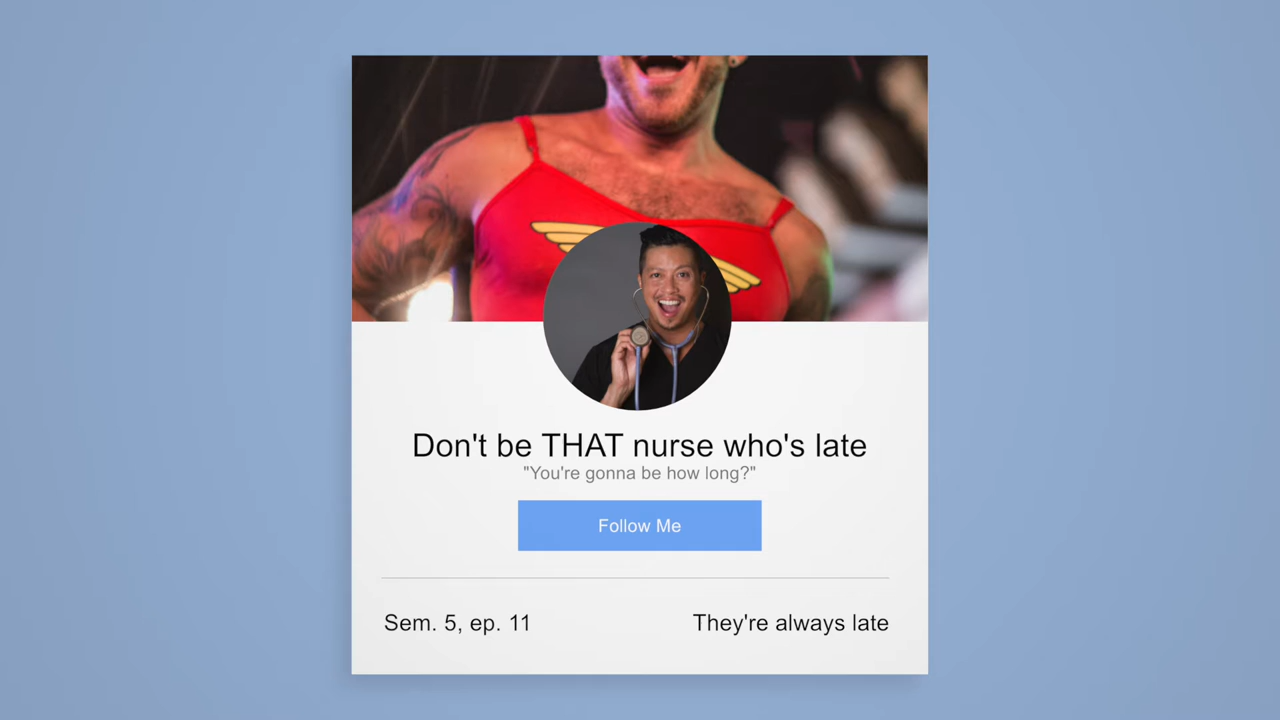 Don't be THAT nurse who's late
"You're gonna be how long?"
Follow Me
Sem. 5, ep. 11
They're always late